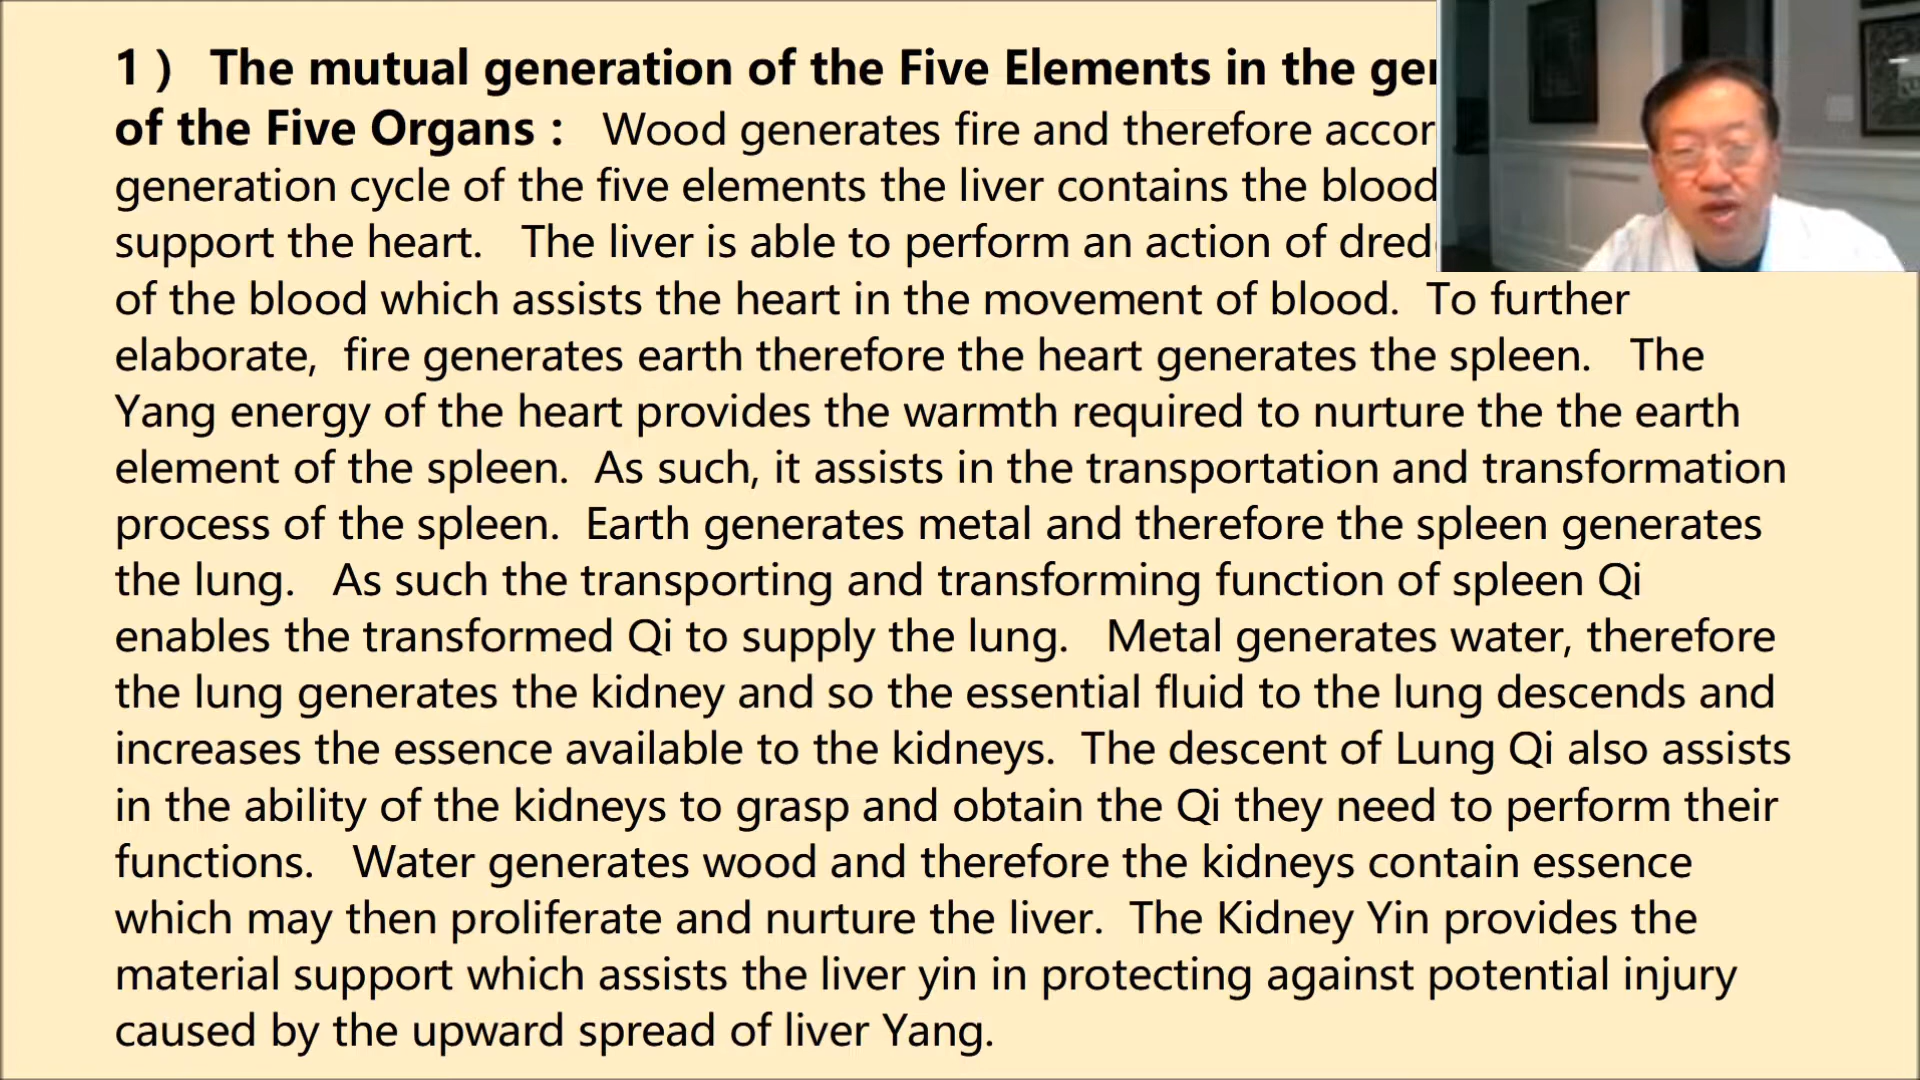 1） The mutual generation of the Five Elements in the
of the Five Organs： Wood generates fire and therefore
generation cycle of the five elements the liver contains the blood
support the heart. The liver is able to perform an action of
of the blood which assists the heart in the movement of blood. To further
elaborate, fire generates earth therefore the heart generates the spleen. The
Yang energy of the heart provides the warmth required to nurture the the earth
element of the spleen. As such, it assists in the transportation and transformation
process of the spleen. Earth generates metal and therefore the spleen generates
the lung. As such the transporting and transforming function of spleen Qi
enables the transformed Qi to supply the lung. Metal generates water, therefore
the lung generates the kidney and so the essential fluid to the lung descends and
increases the essence available to the kidneys. The descent of Lung Qi also assists
in the ability of the kidneys to grasp and obtain the Qi they need to perform their
functions. Water generates wood and therefore the kidneys contain essence
which may then proliferate and nurture the liver. The Kidney Yin provides the
material support which assists the liver yin in protecting against potential injury
caused by the upward spread of liver Yang.